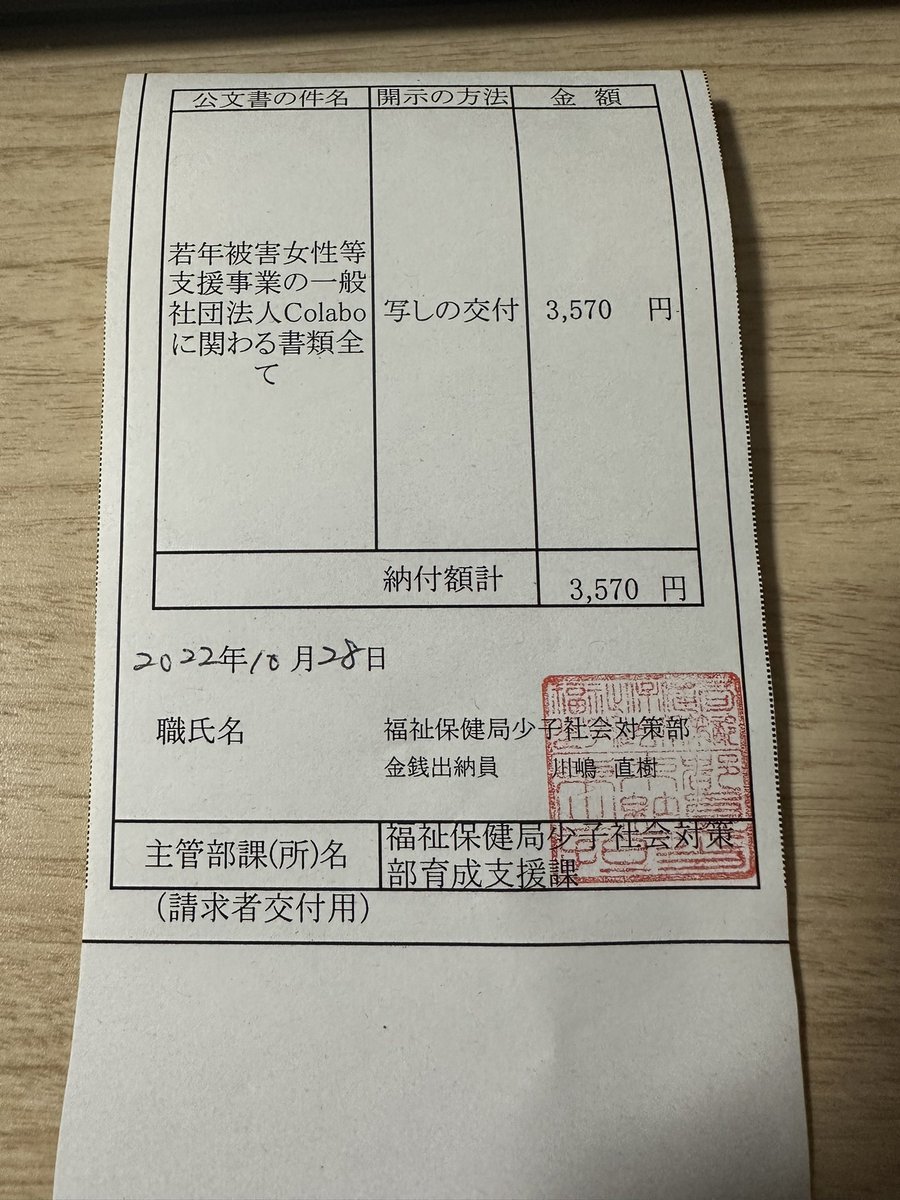 公文書の件名 開示の方法 金 額
若年被害女性等
支援事業の一般
社団法人Colabo
に関わる書類全
て
写しの交付 3,570 円
納付額計 3,570 円
2022年10月28日
職氏名 福祉保健局少子社会対策部
金銭出納員 川嶋 直樹
主管部課(所)名
福祉保健局少子社会対策
部育成支援課
(請求者交付用)